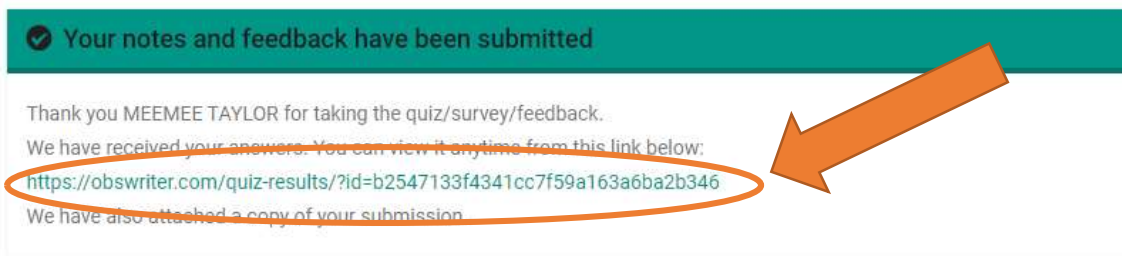 Your notes and feedback have been submitted
Thank you MEEMEE TAYLOR for taking the quiz/survey/feedback.
We have received your answers. You can view it anytime from this link below:
https://obswriter.com/quiz-results/?id=b2547133f4341cc7f59a163a6ba2b346
We have also attached a copy of your submission.